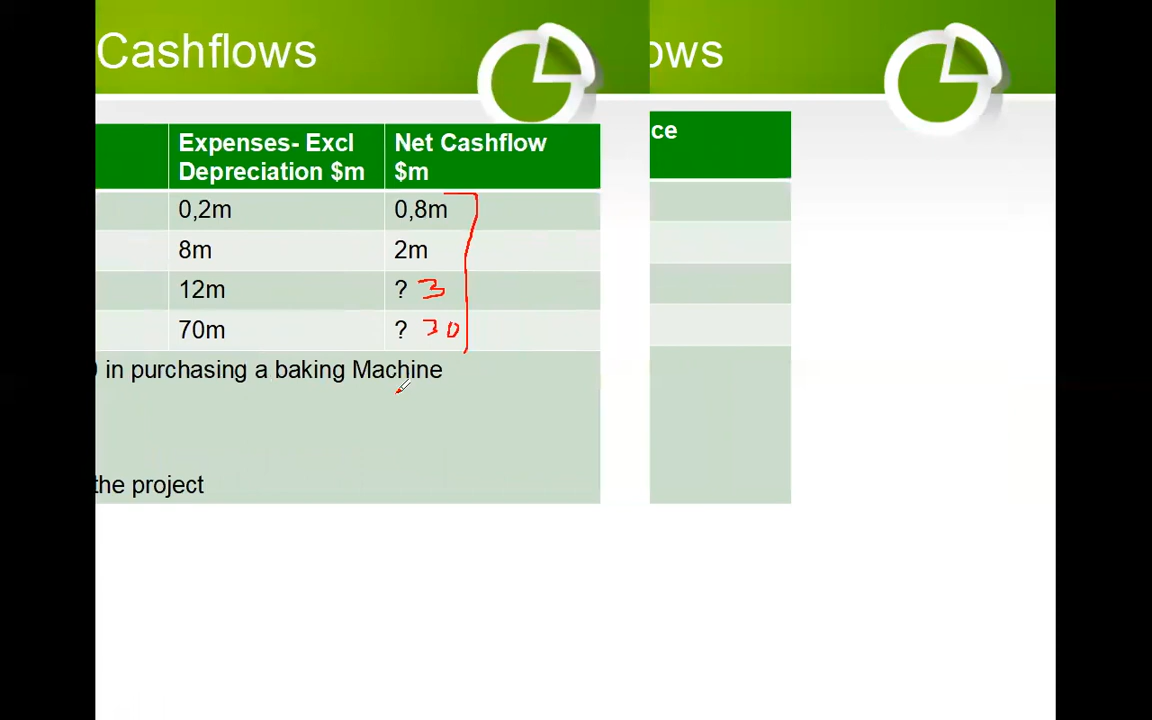 Cashflows
ows
Expenses- Excl Net Cashflow
Depreciation $m $m
ce
0,2m 0,8m
8m 2m
12m ? 3
70m ? 30
in purchasing a baking Machine
the project